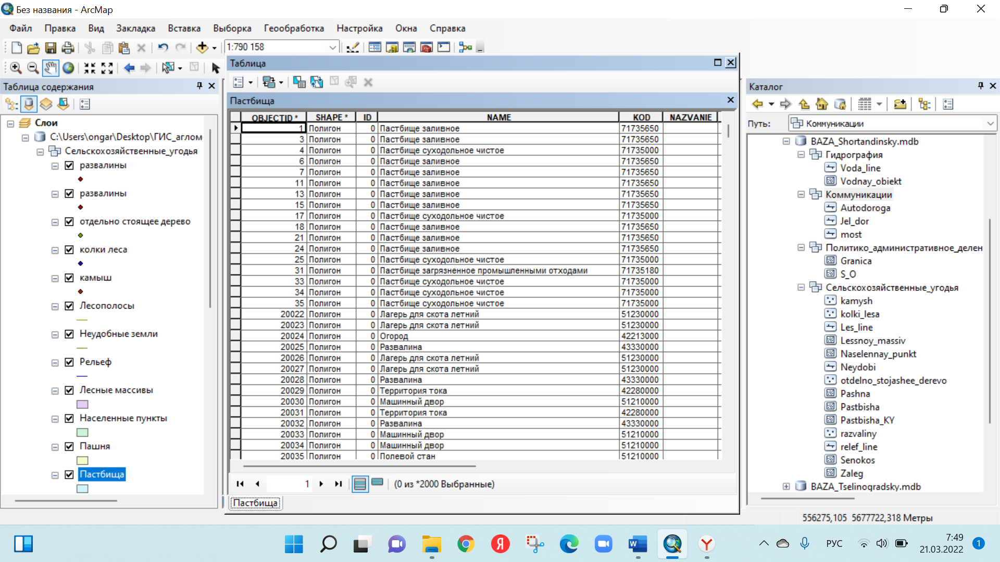 Без названия - ArcMap
Файл Правка Вид Закладка Вставка Выборка Геообработка Настройка Окна Справка
1:790 158
Таблица содержания
Слои
C:\Users\ongar\Desktop\ГИС_аглом
Сельскохозяйственные_угодья
развалины
развалины
отдельно стоящее дерево
колки леса
камыш
Лесополосы
Неудобные земли
Рельеф
Лесные массивы
Населенные пункты
Пашня
Пастбища
Таблица
Пастбища
OBJECTID * SHAPE * ID NAME KOD NAZVANIE
1 Полигон 0 Пастбище заливное 71735650
3 Полигон 0 Пастбище заливное 71735650
4 Полигон 0 Пастбище суходольное чистое 71735000
6 Полигон 0 Пастбище заливное 71735650
7 Полигон 0 Пастбище заливное 71735650
11 Полигон 0 Пастбище заливное 71735650
13 Полигон 0 Пастбище заливное 71735650
15 Полигон 0 Пастбище заливное 71735650
17 Полигон 0 Пастбище суходольное чистое 71735000
18 Полигон 0 Пастбище заливное 71735650
21 Полигон 0 Пастбище заливное 71735650
24 Полигон 0 Пастбище заливное 71735650
25 Полигон 0 Пастбище суходольное чистое 71735000
31 Полигон 0 Пастбище загрязненное промышленными отходами 71735180
33 Полигон 0 Пастбище суходольное чистое 71735000
34 Полигон 0 Пастбище суходольное чистое 71735000
35 Полигон 0 Пастбище суходольное чистое 71735000
20022 Полигон 0 Лагерь для скота летний 51230000
20023 Полигон 0 Лагерь для скота летний 51230000
20024 Полигон 0 Огород 42213000
20025 Полигон 0 Развалина 43330000
20026 Полигон 0 Лагерь для скота летний 51230000
20027 Полигон 0 Лагерь для скота летний 51230000
20028 Полигон 0 Развалина 43330000
20029 Полигон 0 Территория тока 42280000
20030 Полигон 0 Машинный двор 51210000
20031 Полигон 0 Территория тока 42280000
20032 Полигон 0 Развалина 43330000
20033 Полигон 0 Машинный двор 51210000
20034 Полигон 0 Машинный двор 51210000
20035 Полигон 0 Полевой стан 51210000
1 (0 из *2000 Выбранные)
Пастбища
Каталог
Путь: Коммуникации
BAZA_Shortandinsky.mdb
Гидрография
Voda_line
Vodnay_obiekt
Коммуникации
Autodoroga
Jel_dor
most
Политико_административное_делен
Granica
S_O
Сельскохозяйственные_угодья
kamysh
kolki_lesa
Les_line
Lessnoy_massiv
Naselennay_punkt
Neydobi
otdelno_stojashee_derevo
Pashna
Pastbisha
Pastbisha_KY
razvaliny
relef_line
Senokos
Zaleg
BAZA_Tselinogradsky.mdb
556275,105 5677722,318 Метры
РУС
7:49
21.03.2022
1